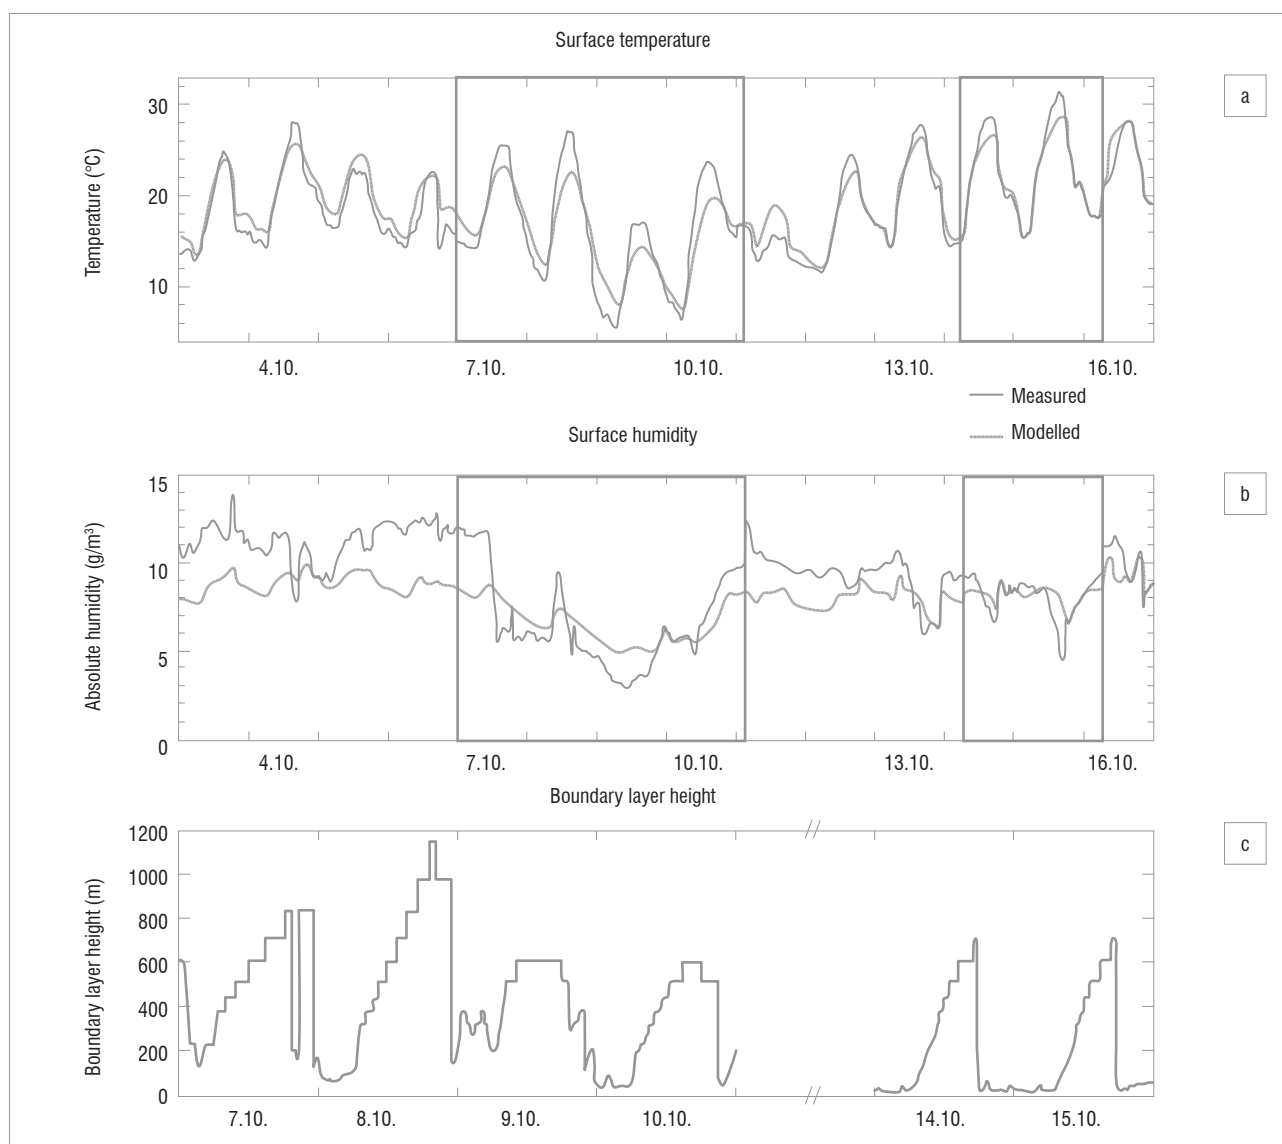 Surface temperature
a
Temperature (°C)
30
20
10
4.10. 7.10. 10.10. 13.10. 16.10.
Measured
Modelled
Surface humidity
b
Absolute humidity (g/m³)
15
10
5
0
4.10. 7.10. 10.10. 13.10. 16.10.
Boundary layer height
c
Boundary layer height (m)
1200
1000
800
600
400
200
0
7.10. 8.10. 9.10. 10.10. 14.10. 15.10.